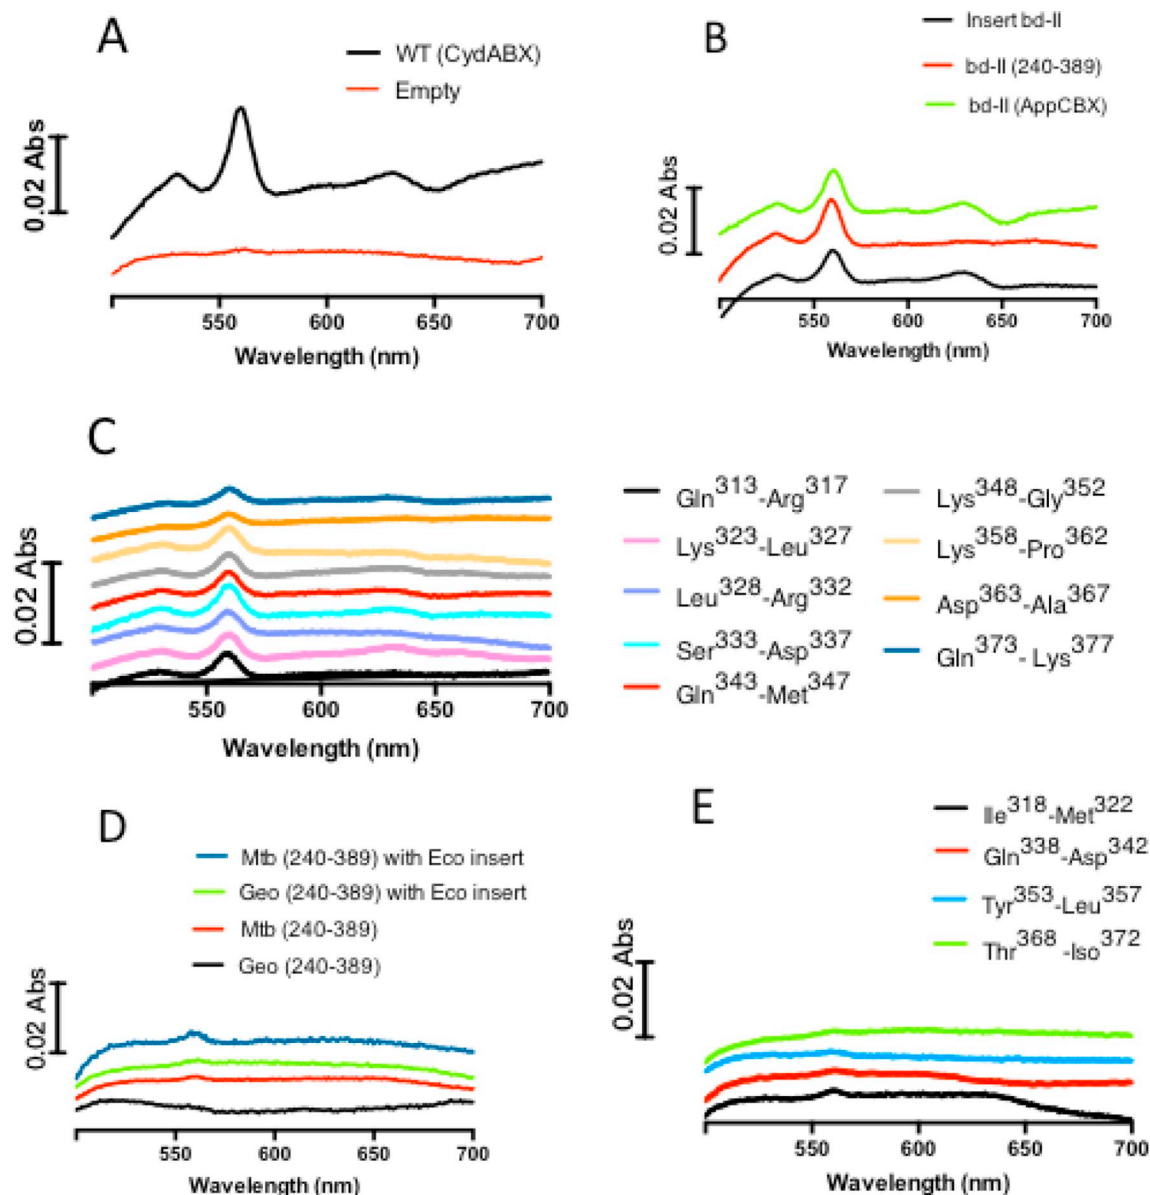 A
WT (CydABX)
Empty
0.02 Abs
550 600 650 700
Wavelength (nm)
B
Insert bd-II
bd-II (240-389)
bd-II (AppCBX)
0.02 Abs
550 600 650 700
Wavelength (nm)
C
0.02 Abs
550 600 650 700
Wavelength (nm)
Gln313-Arg317
Lys323-Leu327
Leu328-Arg332
Ser333-Asp337
Gln343-Met347
Lys348-Gly352
Lys358-Pro362
Asp363-Ala367
Gln373-Lys377
D
Mtb (240-389) with Eco insert
Geo (240-389) with Eco insert
Mtb (240-389)
Geo (240-389)
0.02 Abs
550 600 650 700
Wavelength (nm)
E
Ile318-Met322
Gln338-Asp342
Tyr353-Leu357
Thr368-Iso372
0.02 Abs
550 600 650 700
Wavelength (nm)